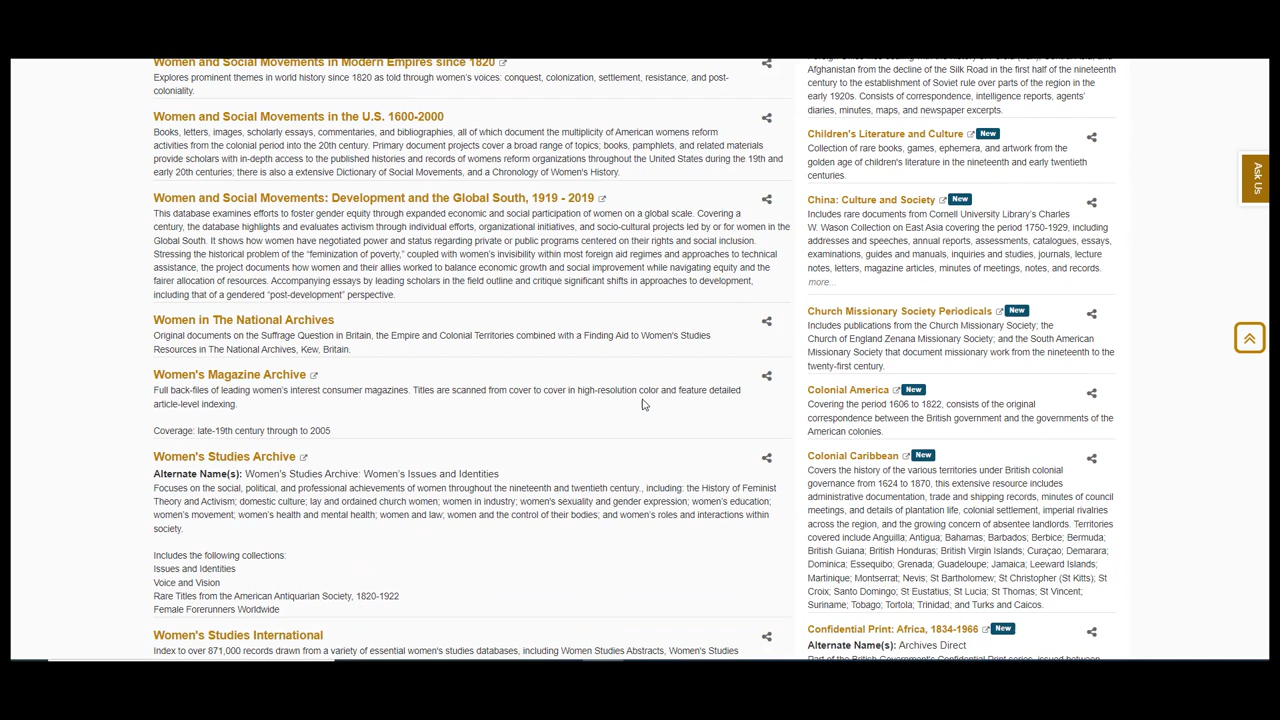 Women and Social Movements in Modern Empires since 1820
Explores prominent themes in world history since 1820 as told through women's voices: conquest, colonization, settlement, resistance, and post-
coloniality.
Women and Social Movements in the U.S. 1600-2000
Books, letters, images, scholarly essays, commentaries, and bibliographies, all of which document the multiplicity of American womens reform
activities from the colonial period into the 20th century. Primary document projects cover a broad range of topics; books, pamphlets, and related materials
provide scholars with in-depth access to the published histories and records of womens reform organizations throughout the United States during the 19th and
early 20th centuries; there is also a extensive Dictionary of Social Movements, and a Chronology of Women's History.
Women and Social Movements: Development and the Global South, 1919 - 2019
This database examines efforts to foster gender equity through expanded economic and social participation of women on a global scale. Covering a
century, the database highlights and evaluates activism through individual efforts, organizational initiatives, and socio-cultural projects led by or for women in the
Global South. It shows how women have negotiated power and status regarding private or public programs centered on their rights and social inclusion.
Stressing the historical problem of the “feminization of poverty,” coupled with women's invisibility within most foreign aid regimes and approaches to technical
assistance, the project documents how women and their allies worked to balance economic growth and social improvement while navigating equity and the
fairer allocation of resources. Accompanying essays by leading scholars in the field outline and critique significant shifts in approaches to development,
including that of a gendered “post-development” perspective.
Women in The National Archives
Original documents on the Suffrage Question in Britain, the Empire and Colonial Territories combined with a Finding Aid to Women's Studies
Resources in The National Archives, Kew, Britain.
Women's Magazine Archive
Full back-files of leading women's interest consumer magazines. Titles are scanned from cover to cover in high-resolution color and feature detailed
article-level indexing.
Coverage: late-19th century through to 2005
Women's Studies Archive
Alternate Name(s): Women's Studies Archive: Women's Issues and Identities
Focuses on the social, political, and professional achievements of women throughout the nineteenth and twentieth century., including: the History of Feminist
Theory and Activism; domestic culture; lay and ordained church women; women in industry; women's sexuality and gender expression; women's education;
women's movement; women's health and mental health; women and law; women and the control of their bodies; and women's roles and interactions within
society.
Includes the following collections:
Issues and Identities
Voice and Vision
Rare Titles from the American Antiquarian Society, 1820-1922
Female Forerunners Worldwide
Women's Studies International
Index to over 871,000 records drawn from a variety of essential women's studies databases, including Women Studies Abstracts, Women's Studies
Afghanistan from the decline of the Silk Road in the first half of the nineteenth
century to the establishment of Soviet rule over parts of the region in the
early 1920s. Consists of correspondence, intelligence reports, agents'
diaries, minutes, maps, and newspaper excerpts.
Children's Literature and Culture New
Collection of rare books, games, ephemera, and artwork from the
golden age of children's literature in the nineteenth and early twentieth
centuries.
China: Culture and Society New
Includes rare documents from Cornell University Library's Charles
W. Wason Collection on East Asia covering the period 1750-1929, including
addresses and speeches, annual reports, assessments, catalogues, essays,
examinations, guides and manuals, inquiries and studies, journals, lecture
notes, letters, magazine articles, minutes of meetings, notes, and records.
more...
Church Missionary Society Periodicals New
Includes publications from the Church Missionary Society; the
Church of England Zenana Missionary Society; and the South American
Missionary Society that document missionary work from the nineteenth to the
twenty-first century.
Colonial America New
Covering the period 1606 to 1822, consists of the original
correspondence between the British government and the governments of the
American colonies.
Colonial Caribbean New
Covers the history of the various territories under British colonial
governance from 1624 to 1870, this extensive resource includes
administrative documentation, trade and shipping records, minutes of council
meetings, and details of plantation life, colonial settlement, imperial rivalries
across the region, and the growing concern of absentee landlords. Territories
covered include Anguilla; Antigua; Bahamas; Barbados; Berbice; Bermuda;
British Guiana; British Honduras; British Virgin Islands; Curaçao; Demarara;
Dominica; Essequibo; Grenada; Guadeloupe; Jamaica; Leeward Islands;
Martinique; Montserrat; Nevis; St Bartholomew; St Christopher (St Kitts); St
Croix; Santo Domingo; St Eustatius; St Lucia; St Thomas; St Vincent;
Suriname; Tobago; Tortola; Trinidad; and Turks and Caicos.
Confidential Print: Africa, 1834-1966 New
Alternate Name(s): Archives Direct
Part of the British Government's Confidential Print series, issued between
Ask Us